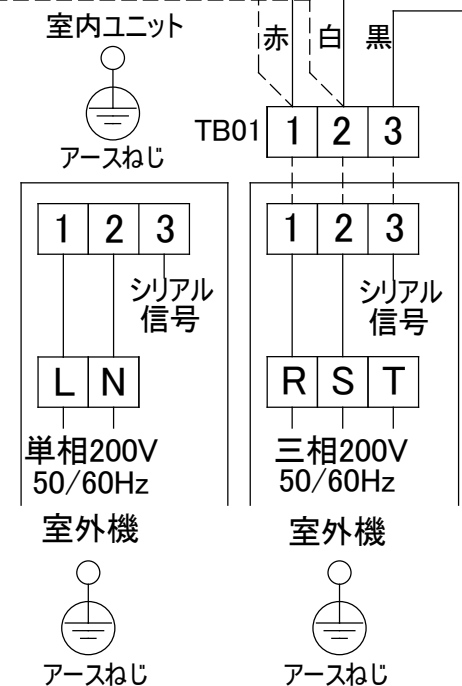 室内ユニット
アースねじ
赤 白 黒
TB01 1 2 3
1 2 3
シリアル
信号
L N
単相200V
50/60Hz
室外機
アースねじ
1 2 3
シリアル
信号
R S T
三相200V
50/60Hz
室外機
アースねじ